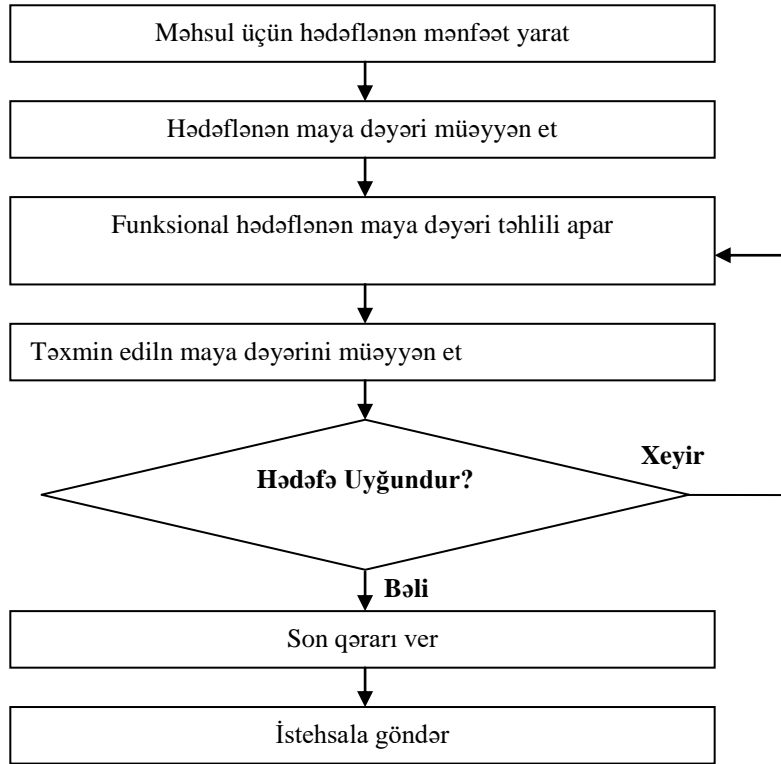 Məhsul üçün hədəflənən mənfəət yarat
Hədəflənən maya dəyəri müəyyən et
Funksional hədəflənən maya dəyəri təhlili apar
Təxmin ediln maya dəyərini müəyyən et
Xeyir
Hədəfə Uyğundur?
Bəli
Son qərarı ver
İstehsala göndər